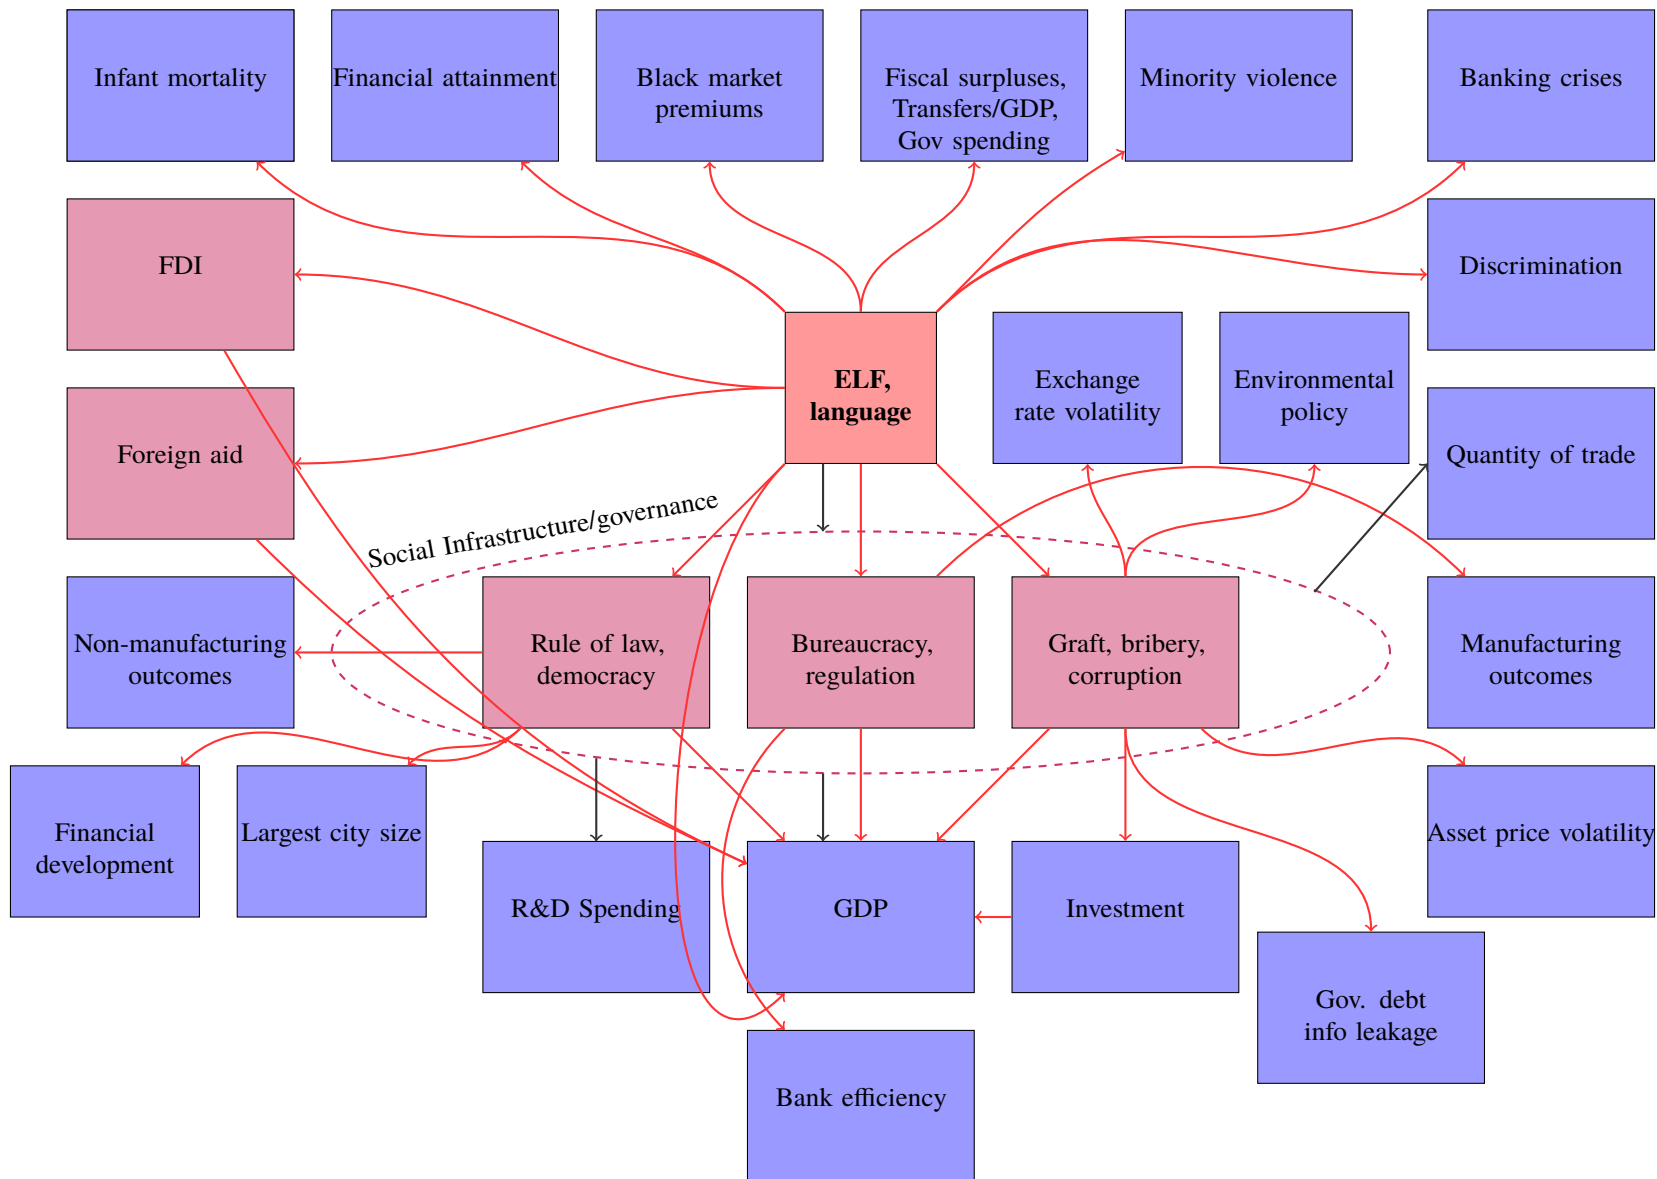 Infant mortality
Financial attainment
Black market
premiums
Fiscal surpluses,
Transfers/GDP,
Gov spending
Minority violence
Banking crises
FDI
Discrimination
ELF,
language
Exchange
rate volatility
Environmental
policy
Foreign aid
Quantity of trade
Social Infrastructure/governance
Non-manufacturing
outcomes
Rule of law,
democracy
Bureaucracy,
regulation
Graft, bribery,
corruption
Manufacturing
outcomes
Financial
development
Largest city size
Asset price volatility
R&D Spending
GDP
Investment
Gov. debt
info leakage
Bank efficiency